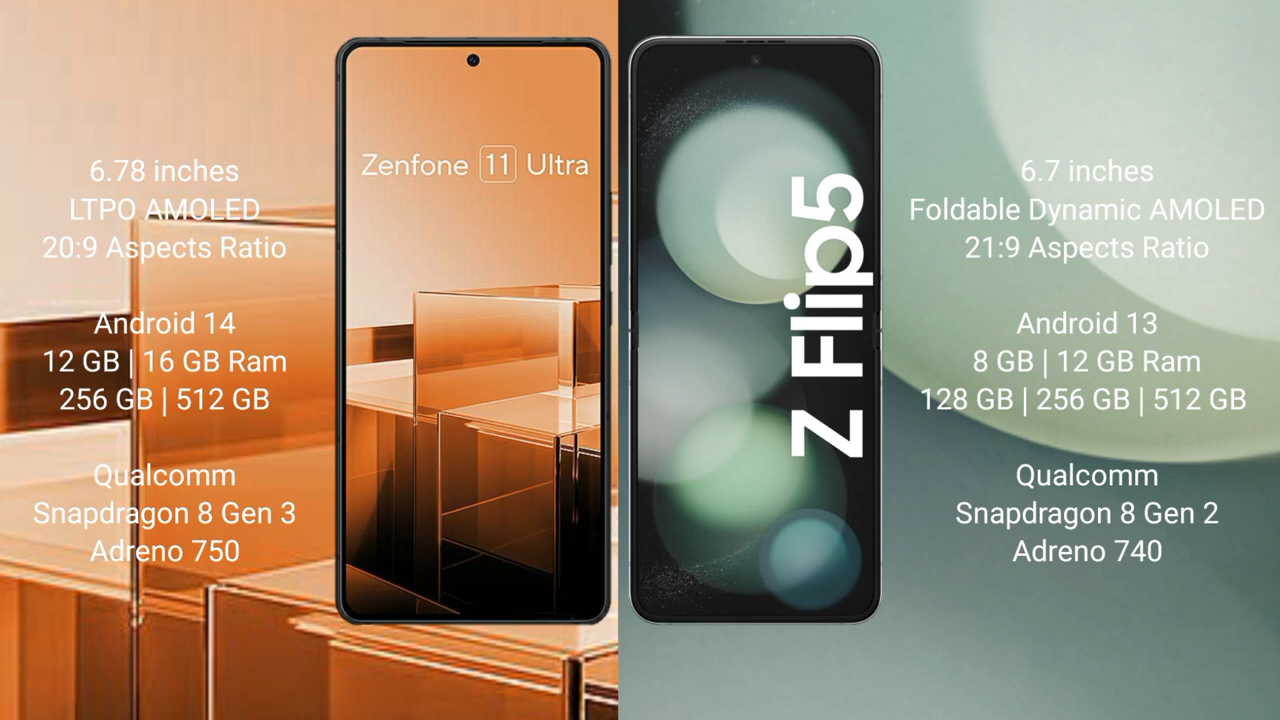 6.78 inches
LTPO AMOLED
20:9 Aspects Ratio
Android 14
12 GB | 16 GB Ram
256 GB | 512 GB
Qualcomm
Snapdragon 8 Gen 3
Adreno 750
Zenfone 11 Ultra
Z Flip5
6.7 inches
Foldable Dynamic AMOLED
21:9 Aspects Ratio
Android 13
8 GB | 12 GB Ram
128 GB | 256 GB | 512 GB
Qualcomm
Snapdragon 8 Gen 2
Adreno 740